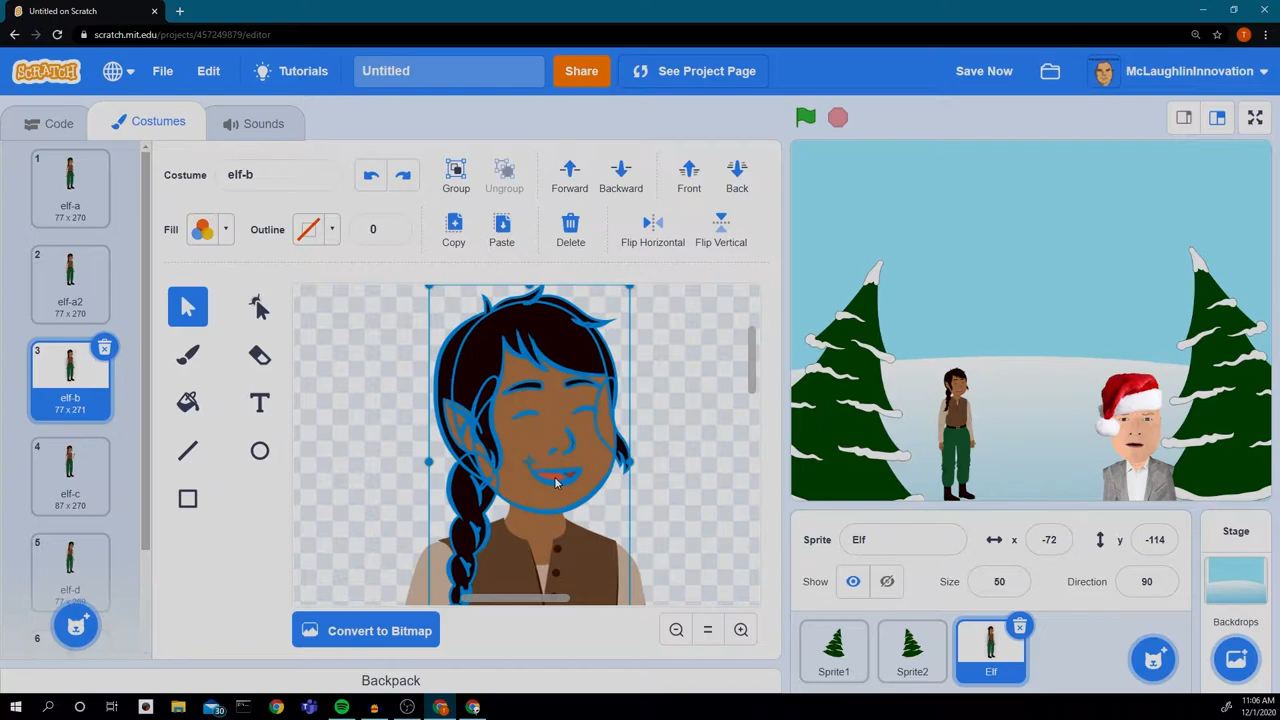 Untitled on Scratch
scratch.mit.edu/projects/457249879/editor
T
SCRATCH
File
Edit
Tutorials
Untitled
Share
See Project Page
Save Now
McLaughlinInnovation
Code
Costumes
Sounds
1
elf-a
77 x 270
2
elf-a2
77 x 270
3
elf-b
77 x 271
4
elf-c
87 x 270
5
elf-d
6
Costume
elf-b
Group
Ungroup
Forward
Backward
Front
Back
Fill
Outline
0
Copy
Paste
Delete
Flip Horizontal
Flip Vertical
Convert to Bitmap
Backpack
Sprite
Elf
x
-72
y
-114
Show
Size
50
Direction
90
Sprite1
Sprite2
Elf
Stage
Backdrops
30
11:06 AM
12/1/2020